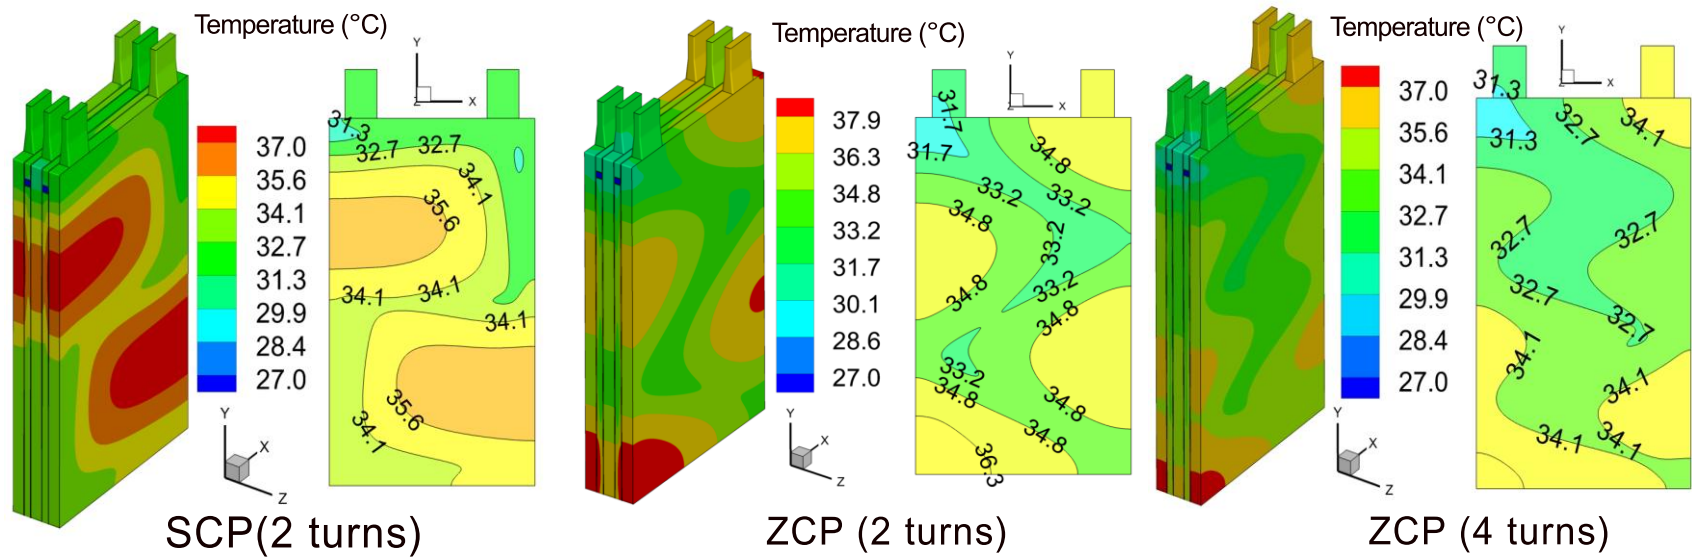 Temperature (°C)
37.0
35.6
34.1
32.7
31.3
29.9
28.4
27.0
Y
X
Z
Y
X
Z
31.3
32.7
32.7
34.1
35.6
34.1
34.1
34.1
35.6
34.1
SCP(2 turns)
Temperature (°C)
37.9
36.3
34.8
33.2
31.7
30.1
28.6
27.0
Y
X
Z
Y
X
Z
31.7
31.7
34.8
33.2
33.2
34.8
33.2
34.8
33.2
34.8
33.2
34.8
34.8
34.8
36.3
ZCP (2 turns)
Temperature (°C)
37.0
35.6
34.1
32.7
31.3
29.9
28.4
27.0
Y
X
Z
Y
X
Z
31.3
31.3
32.7
34.1
32.7
32.7
32.7
32.7
34.1
34.1
34.1
34.1
ZCP (4 turns)